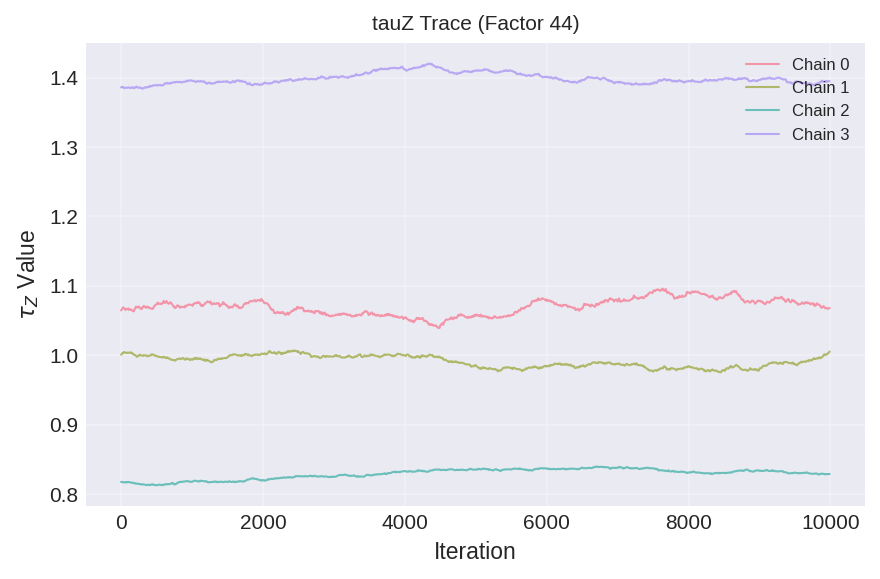 tauZ Trace (Factor 44)
Chain 0
Chain 1
Chain 2
Chain 3
1.4
1.3
1.2
1.1
1.0
0.9
0.8
τZ Value
0 2000 4000 6000 8000 10000
Iteration